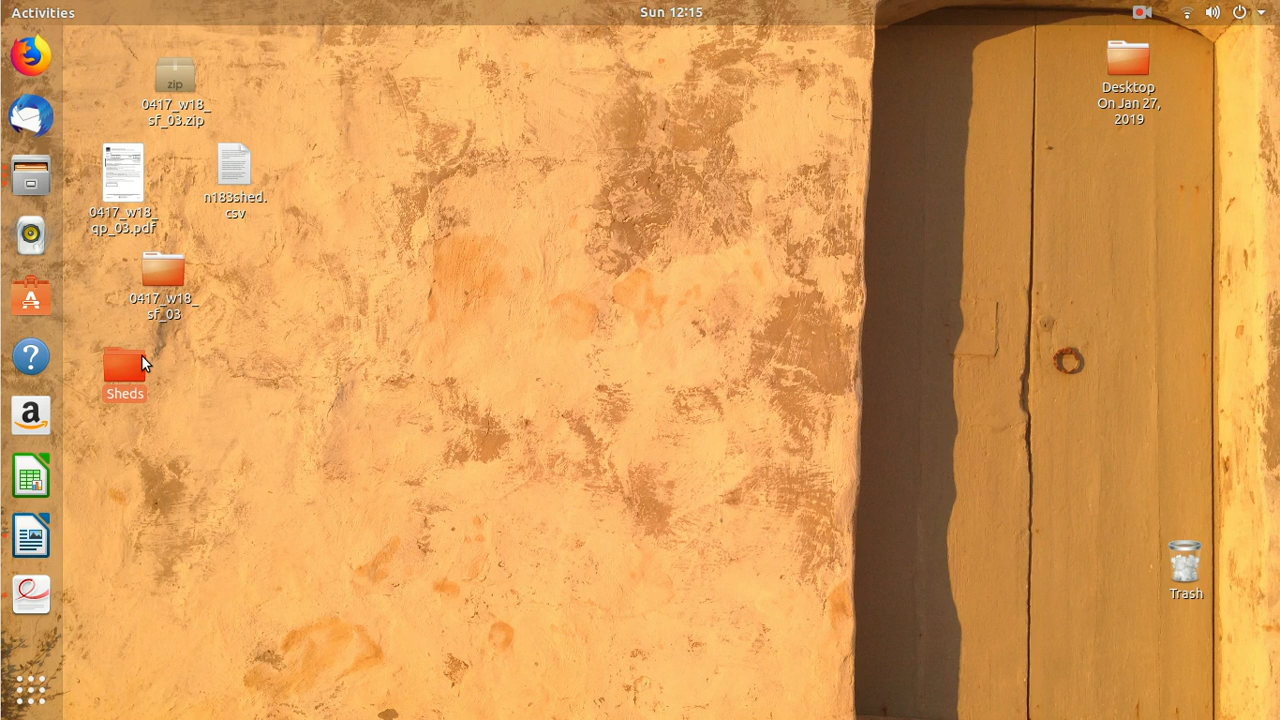 Activities
Sun 12:15
zip
0417_w18_
sf_03.zip
0417_w18_
qp_03.pdf
n183shed.
csv
0417_w18_
sf_03
Sheds
Desktop
On Jan 27,
2019
Trash